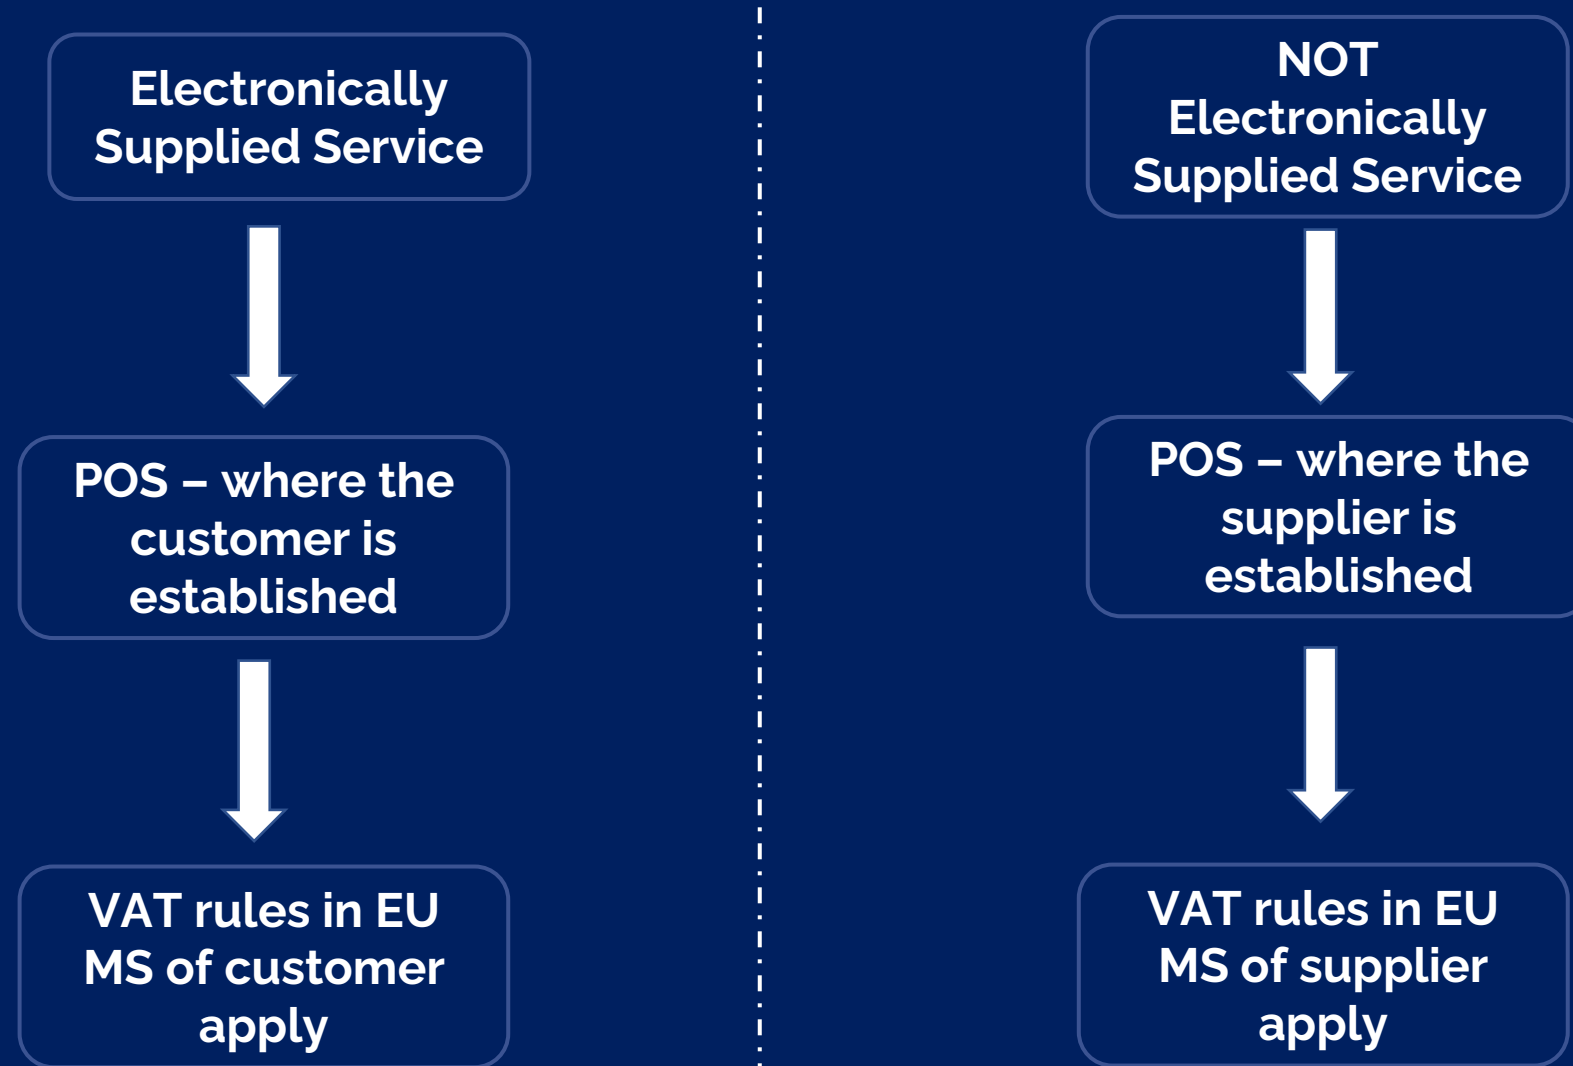 Electronically
Supplied Service
POS – where the
customer is
established
VAT rules in EU
MS of customer
apply
NOT
Electronically
Supplied Service
POS – where the
supplier is
established
VAT rules in EU
MS of supplier
apply